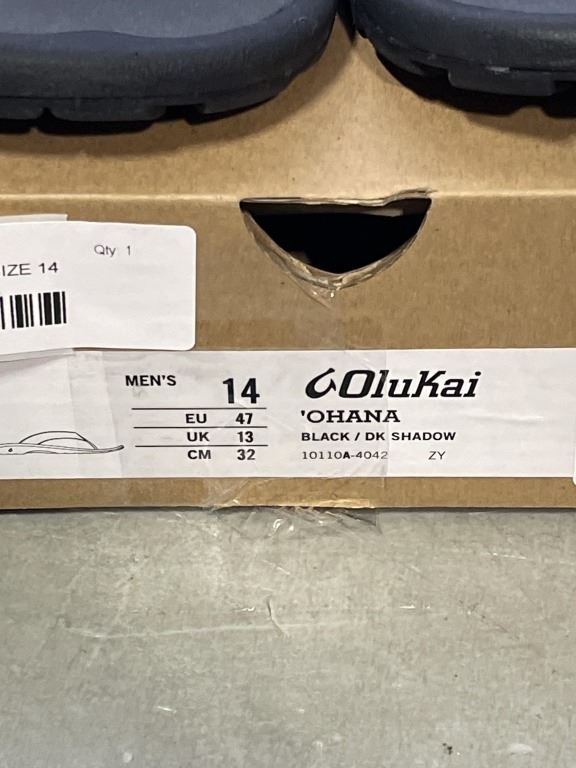 Qty 1
SIZE 14
MEN'S 14
EU 47
UK 13
CM 32
OluKai
'OHANA
BLACK / DK SHADOW
10110A-4042 ZY